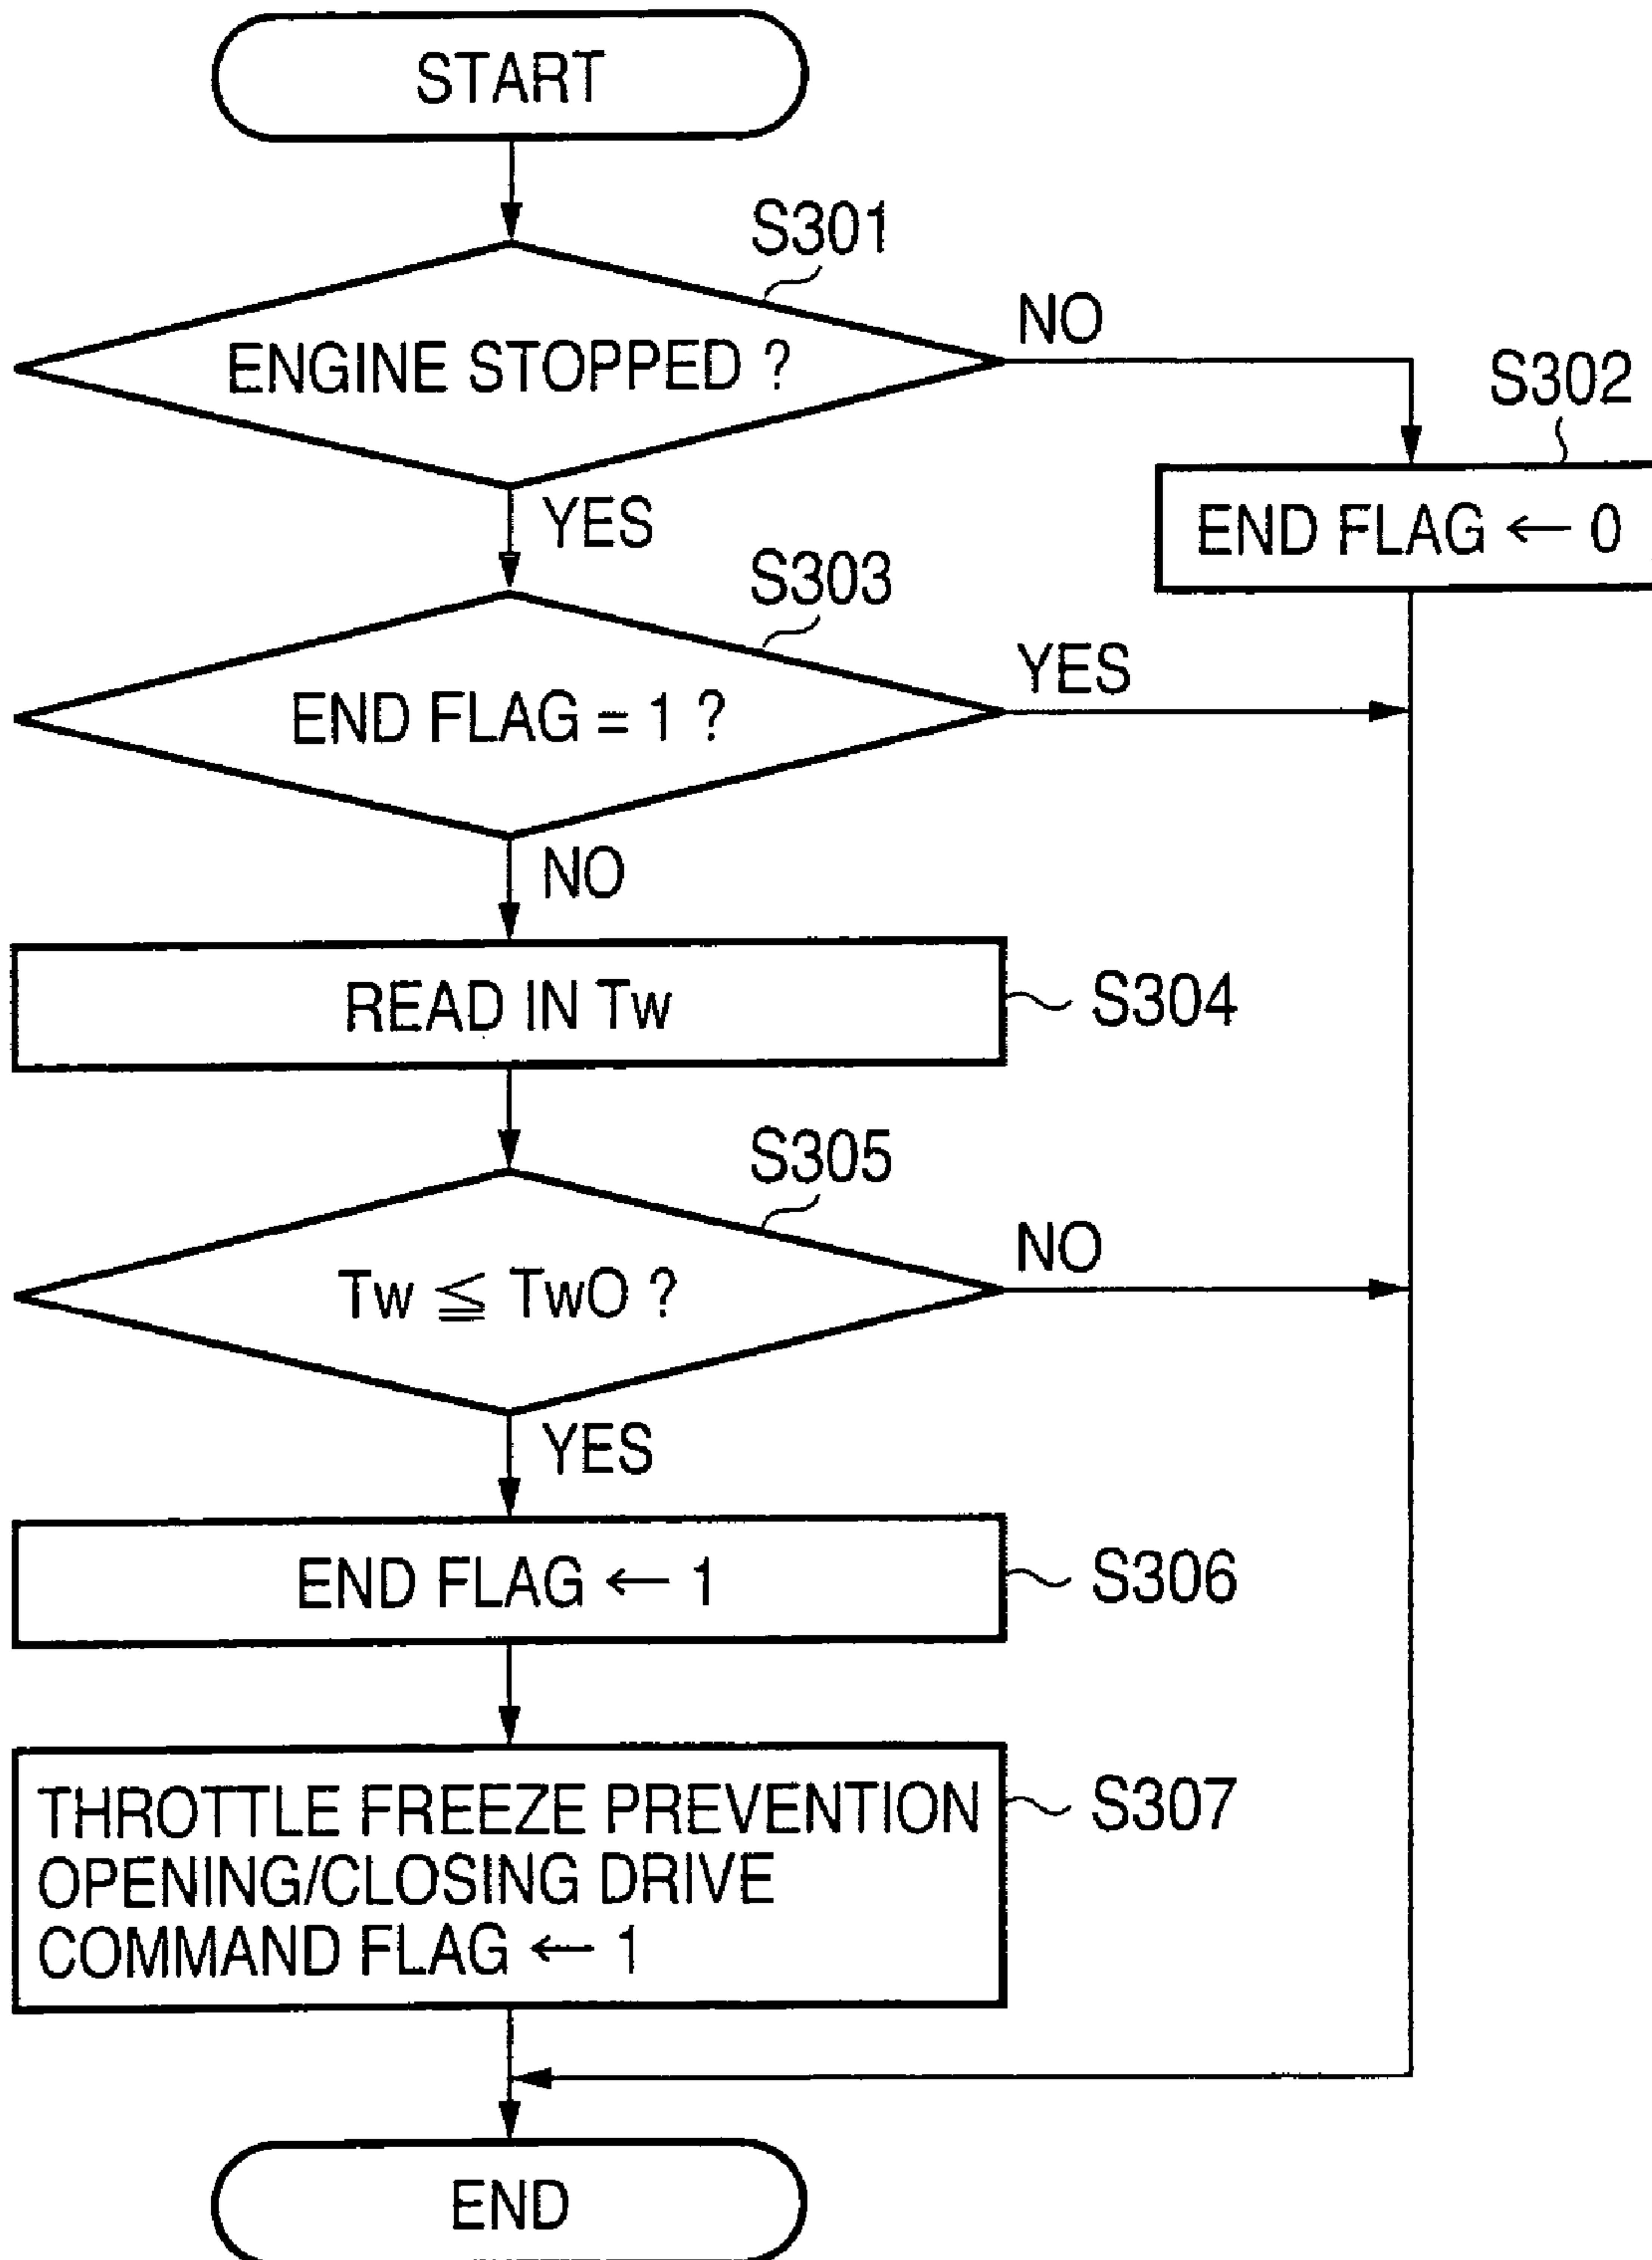 START
S301
ENGINE STOPPED ?
NO
S302
END FLAG ← 0
YES
S303
END FLAG = 1 ?
YES
NO
READ IN Tw
S304
S305
Tw ≦ TwO ?
NO
YES
END FLAG ← 1
S306
THROTTLE FREEZE PREVENTION
OPENING/CLOSING DRIVE
COMMAND FLAG ← 1
S307
END